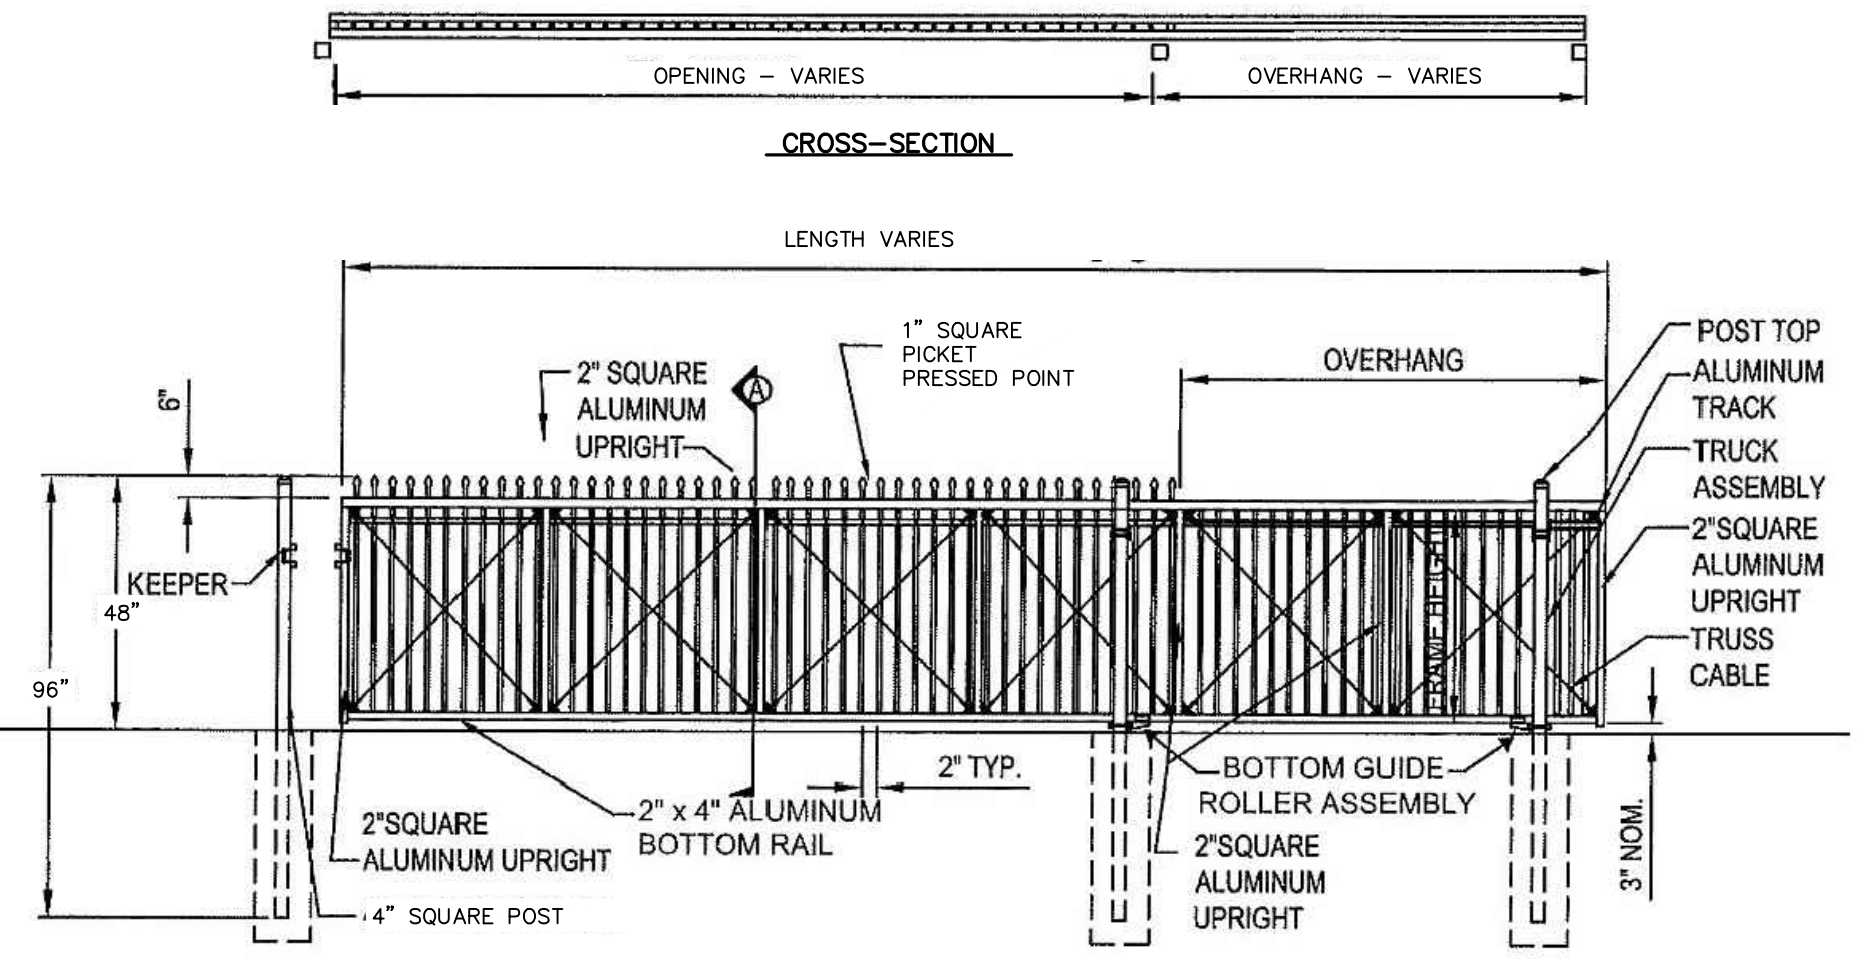 OPENING – VARIES
OVERHANG – VARIES
CROSS–SECTION
LENGTH VARIES
1" SQUARE
PICKET
PRESSED POINT
2" SQUARE
ALUMINUM
UPRIGHT
A
OVERHANG
POST TOP
ALUMINUM
TRACK
TRUCK
ASSEMBLY
2"SQUARE
ALUMINUM
UPRIGHT
TRUSS
CABLE
6"
KEEPER
48"
96"
FRAME HEIGHT
2" TYP.
BOTTOM GUIDE
ROLLER ASSEMBLY
2" x 4" ALUMINUM
BOTTOM RAIL
2"SQUARE
ALUMINUM UPRIGHT
2"SQUARE
ALUMINUM
UPRIGHT
3" NOM.
4" SQUARE POST